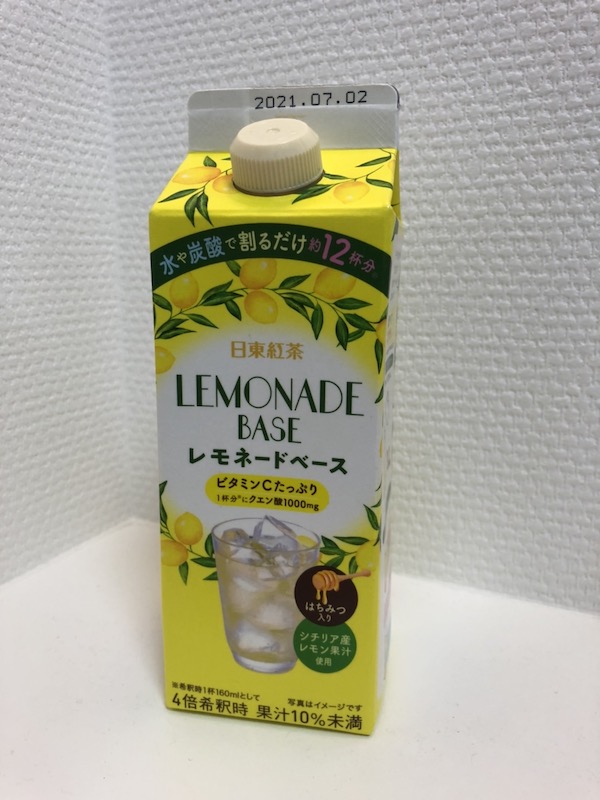 2021.07.02
水や炭酸で割るだけ約12杯分※
日東紅茶
LEMONADE
BASE
レモネードベース
ビタミンCたっぷり
1杯分※にクエン酸1000mg
はちみつ
入り
シチリア産
レモン果汁
使用
※希釈時1杯160mlとして
写真はイメージです
4倍希釈時 果汁10%未満